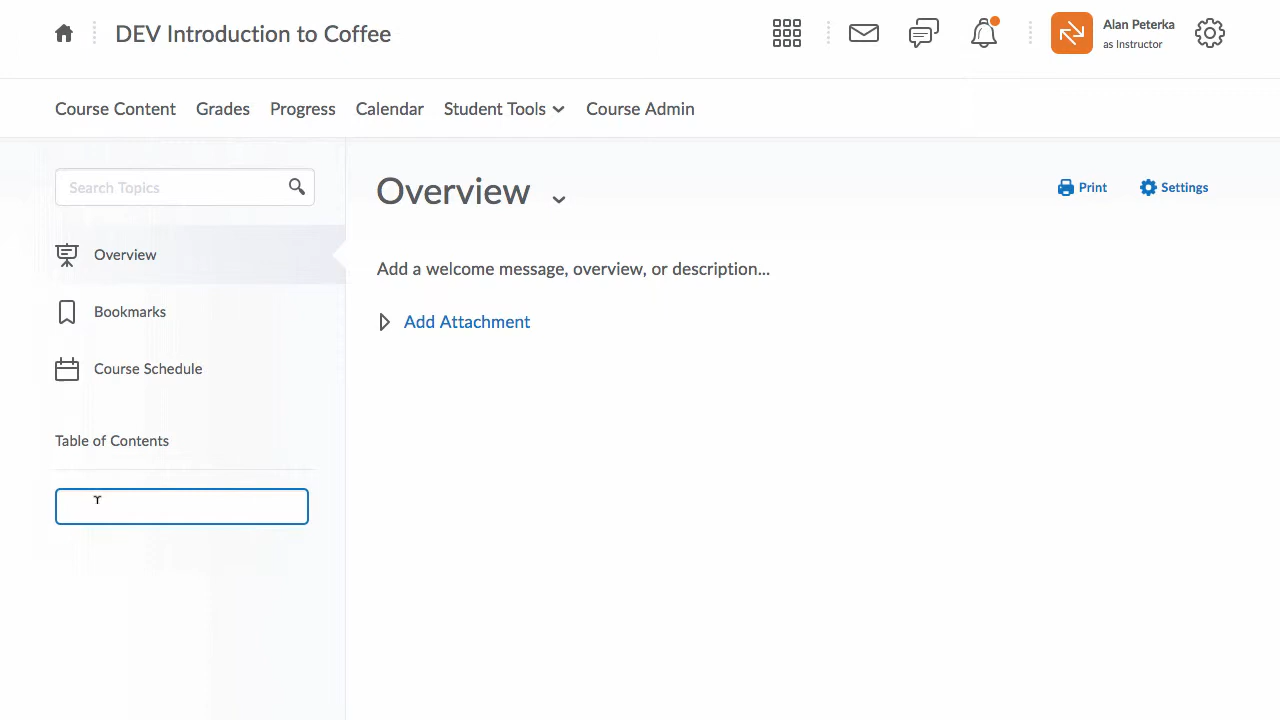 DEV Introduction to Coffee
Alan Peterka
as Instructor
Course Content Grades Progress Calendar Student Tools Course Admin
Search Topics
Overview
Bookmarks
Course Schedule
Table of Contents
Overview
Print Settings
Add a welcome message, overview, or description...
Add Attachment